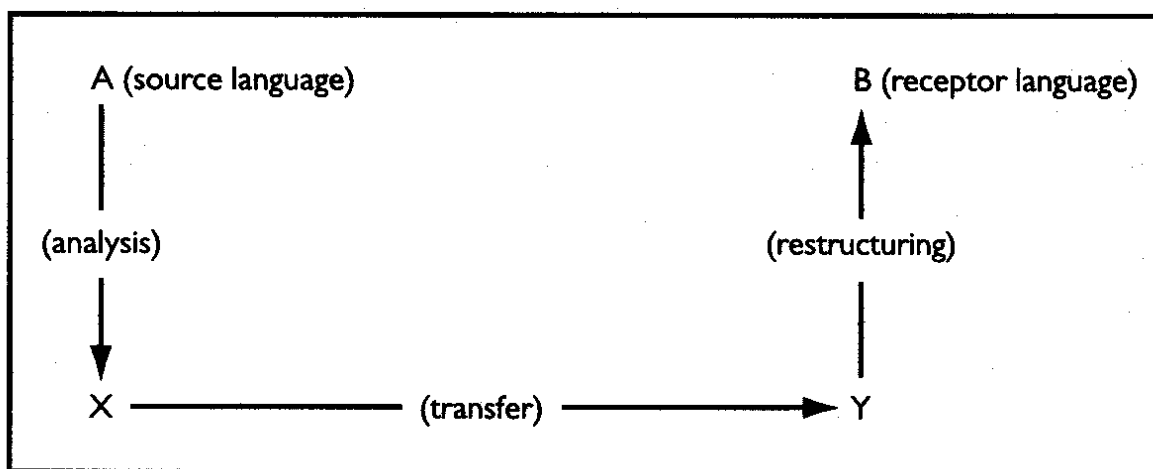 A (source language) B (receptor language)
(analysis) (restructuring)
X (transfer) Y